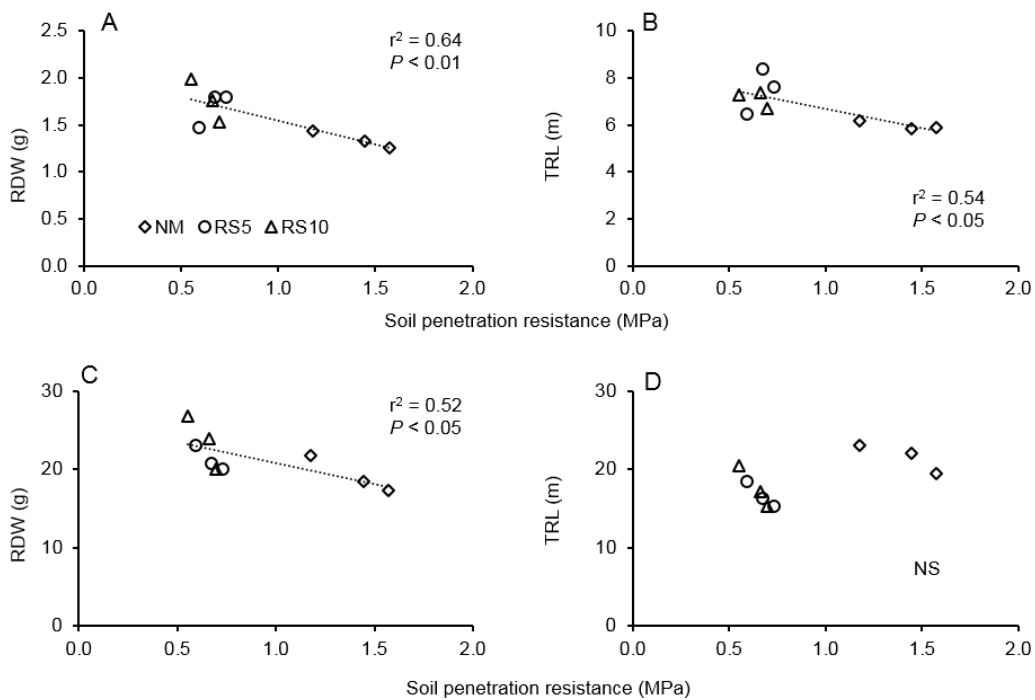 A
2.5
2.0
1.5
1.0
0.5
0.0
RDW (g)
r² = 0.64
P < 0.01
NM RS5 RS10
0.0 0.5 1.0 1.5 2.0
B
10
8
6
4
2
0
TRL (m)
r² = 0.54
P < 0.05
0.0 0.5 1.0 1.5 2.0
Soil penetration resistance (MPa)
C
30
20
10
0
RDW (g)
r² = 0.52
P < 0.05
0.0 0.5 1.0 1.5 2.0
D
30
20
10
0
TRL (m)
NS
0.0 0.5 1.0 1.5 2.0
Soil penetration resistance (MPa)